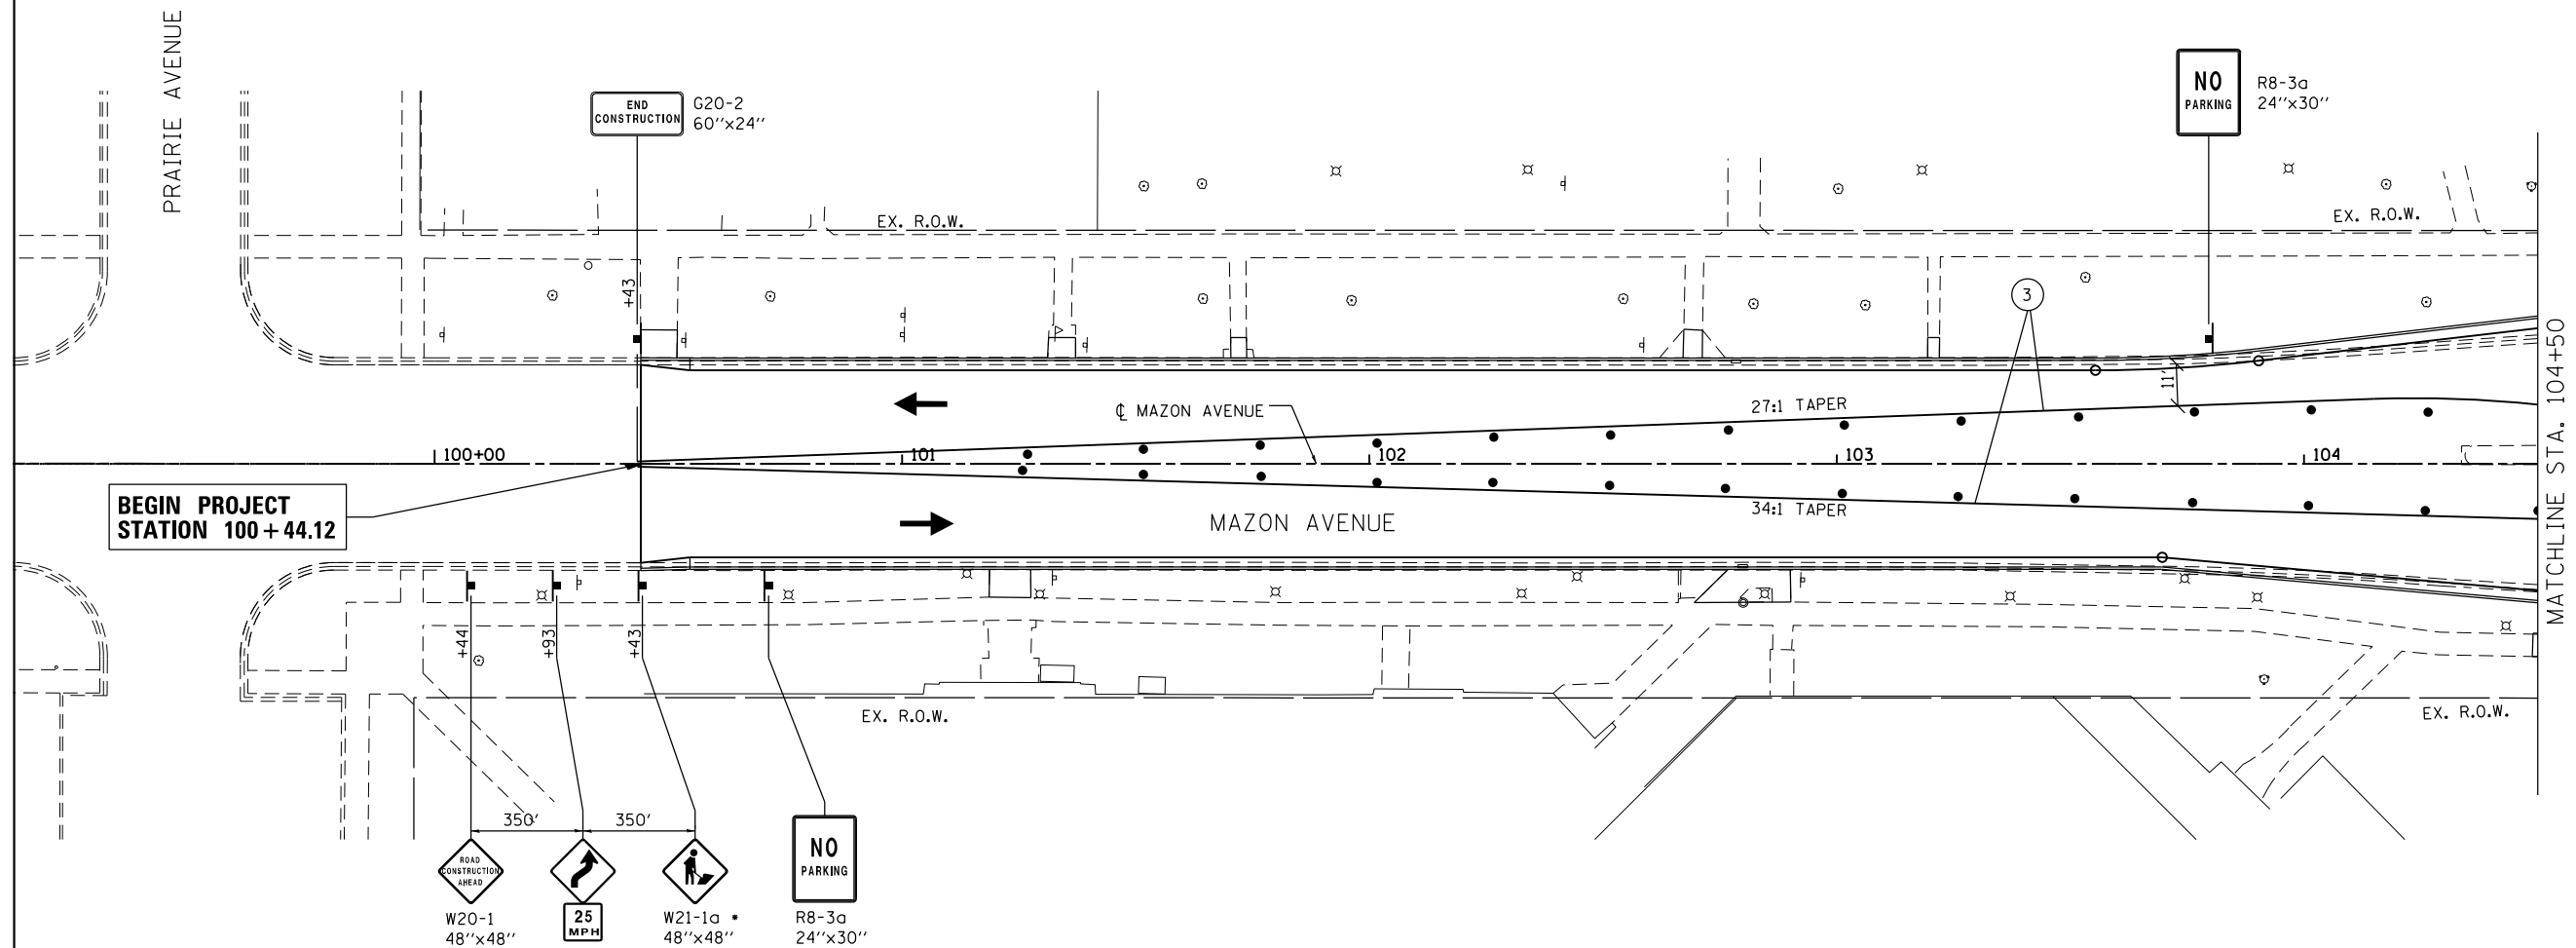 PRAIRIE AVENUE
END
CONSTRUCTION
G20-2
60''x24''
NO
PARKING
R8-3a
24''x30''
EX. R.O.W.
EX. R.O.W.
+43
3
11'
℄ MAZON AVENUE
27:1 TAPER
100+00
101
102
103
104
MATCHLINE STA. 104+50
BEGIN PROJECT
STATION 100+44.12
MAZON AVENUE
34:1 TAPER
+44
+93
+43
EX. R.O.W.
EX. R.O.W.
350'
350'
ROAD
CONSTRUCTION
AHEAD
W20-1
48''x48''
25
MPH
W21-1a *
48''x48''
NO
PARKING
R8-3a
24''x30''